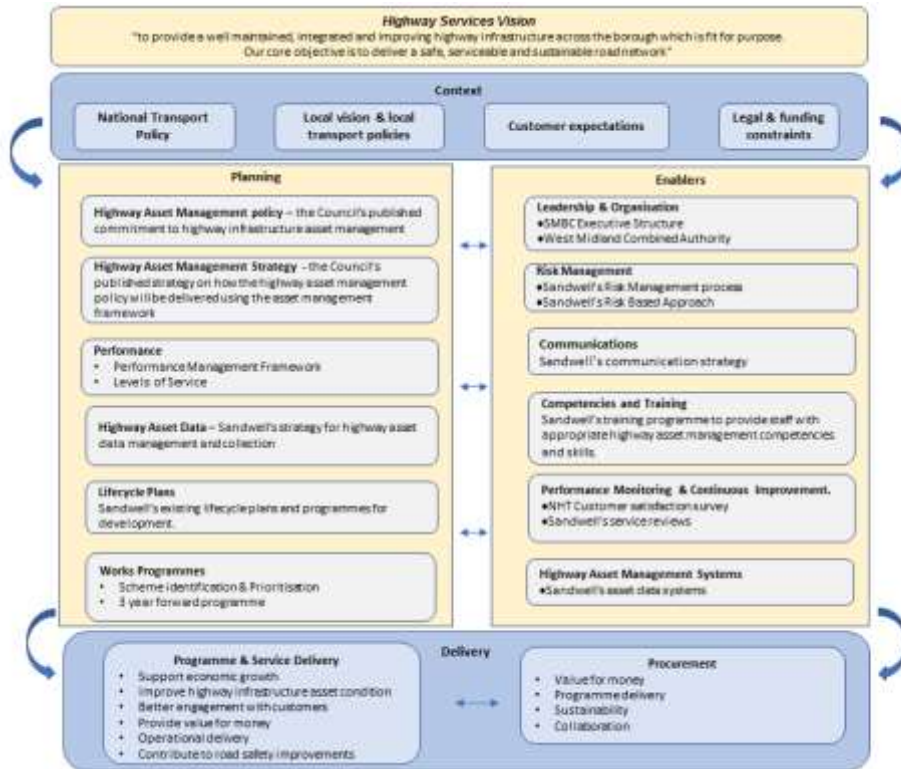 Highway Services Vision
"to provide a well maintained, integrated and improving highway infrastructure across the borough which is fit for purpose.
Our core objective is to deliver a safe, serviceable and sustainable road network"
Context
National Transport
Policy
Local vision & local
transport policies
Customer expectations
Legal & funding
constraints
Planning
Highway Asset Management policy – the Council's published
commitment to highway infrastructure asset management
Highway Asset Management Strategy – the Council's
published strategy on how the highway asset management
policy will be delivered using the asset management
framework
Performance
• Performance Management Framework
• Levels of Service
Highway Asset Data – Sandwell's strategy for highway asset
data management and collection
Lifecycle Plans
Sandwell's existing lifecycle plans and programmes for
development.
Works Programmes
• Scheme identification & Prioritisation
• 3 year forward programme
Enablers
Leadership & Organisation
●SMBC Executive Structure
●West Midland Combined Authority
Risk Management
●Sandwell's Risk Management process
●Sandwell's Risk Based Approach
Communications
Sandwell's communication strategy
Competencies and Training
Sandwell's training programme to provide staff with
appropriate highway asset management competencies
and skills.
Performance Monitoring & Continuous Improvement.
●NHT Customer satisfaction survey
●Sandwell's service reviews
Highway Asset Management Systems
●Sandwell's asset data systems
Delivery
Programme & Service Delivery
• Support economic growth
• Improve highway infrastructure asset condition
• Better engagement with customers
• Provide value for money
• Operational delivery
• Contribute to road safety improvements
Procurement
• Value for money
• Programme delivery
• Sustainability
• Collaboration